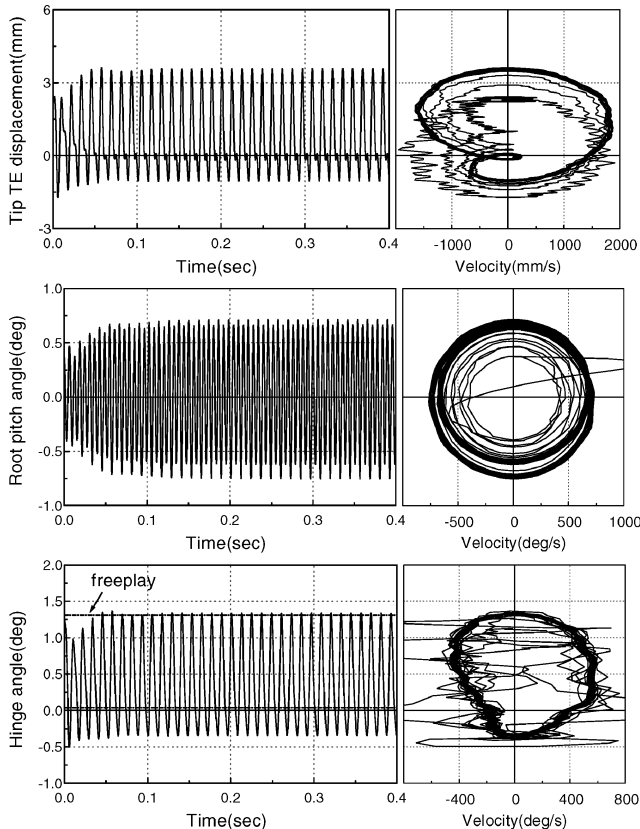 Tip TE displacement(mm)
6
3
0
-3
0.0 0.1 0.2 0.3 0.4
Time(sec)
-1000 0 1000 2000
Velocity(mm/s)
Root pitch angle(deg)
1.0
0.5
0.0
-0.5
-1.0
0.0 0.1 0.2 0.3 0.4
Time(sec)
-500 0 500 1000
Velocity(deg/s)
Hinge angle(deg)
2.0
1.5
1.0
0.5
0.0
-0.5
-1.0
freeplay
0.0 0.1 0.2 0.3 0.4
Time(sec)
-400 0 400 800
Velocity(deg/s)